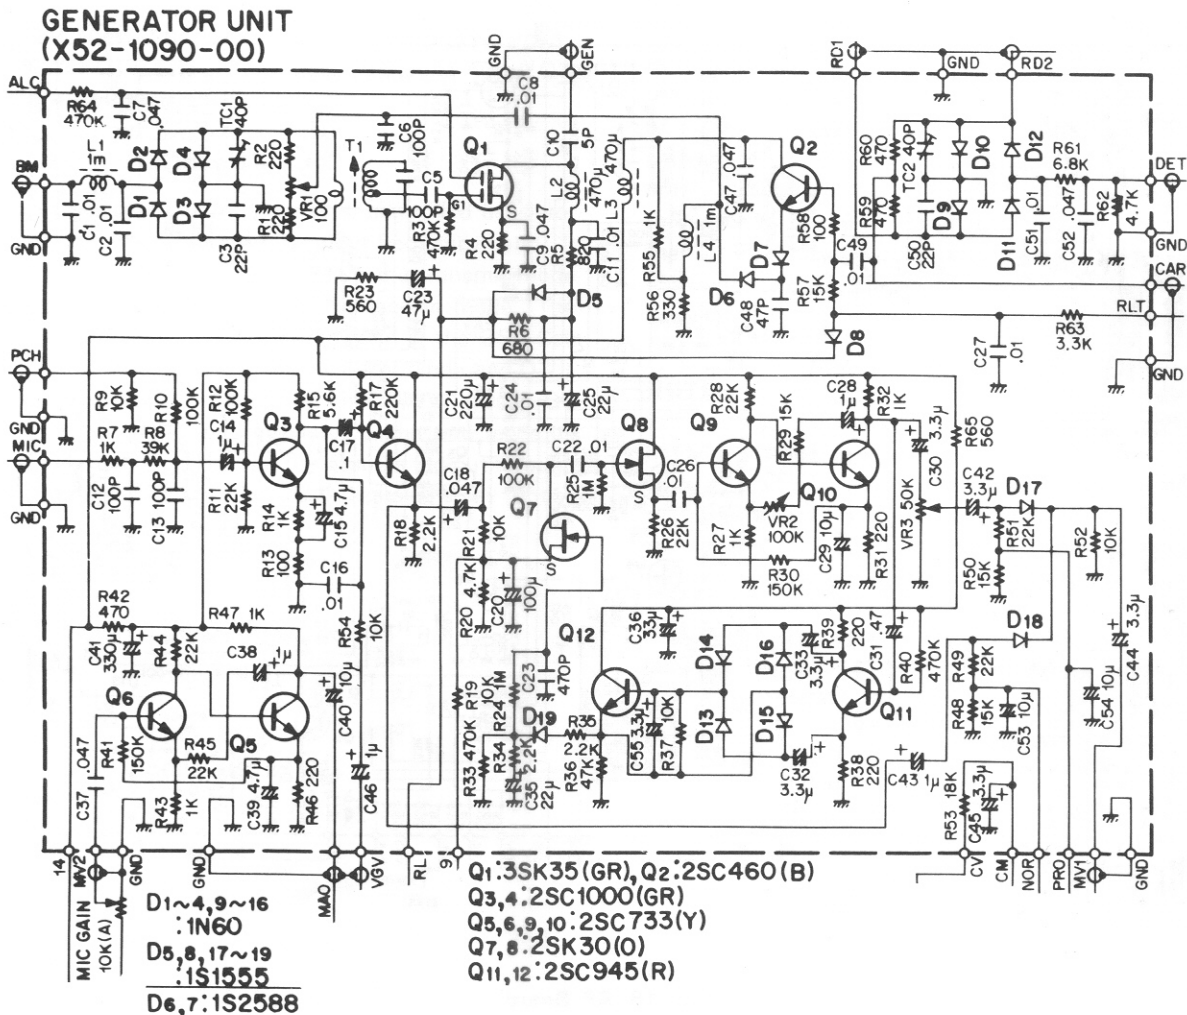 GENERATOR UNIT
(X52-1090-00)
GND
GEN
RD1
GND
RD2
ALC
R64
470K
C7
.047
TC1
40P
C8
.01
C6
100P
T1
Q1
C10
5P
470μ
L1
1m
BM
D2
D4
R2
220
VR1
100
D1
D3
R1
220
C1
.01
C2
.01
C3
22P
GND
C5
100P
G1
S
R3
470K
R4
220
C9
.047
L2
470μ
L3
R5
820
C11
.01
R55
1K
L4
1m
C47
.047
Q2
R58
100
C49
.01
R60
470
R59
470
TC2
40P
D10
D12
D9
D11
C50
22P
R61
6.8K
C51
.01
C52
.047
R62
4.7K
DET
GND
CAR
R23
560
C23
47μ
D5
R6
680
R56
330
D6
D7
C48
47P
R57
15K
D8
RLT
R63
3.3K
C27
.01
GND
PCH
R9
10K
R10
100K
R12
100K
C14
1μ
Q3
R15
5.6K
C17
.1
R17
220K
Q4
C21
220μ
C24
.01
C25
22μ
GND
MIC
R7
1K
R8
39K
C12
100P
C13
100P
R11
22K
R14
1K
C15
4.7μ
R13
100
C16
.01
GND
C18
.047
R18
2.2K
R22
100K
C22
.01
Q7
R25
1M
Q8
S
C26
.01
R26
22K
Q9
R28
22K
R29
15K
C28
1μ
R32
1K
Q10
VR2
100K
R27
1K
R30
150K
C29
10μ
R31
220
VR3
50K
C30
3.3μ
R65
560
C42
3.3μ
D17
R51
22K
R50
15K
R52
10K
D18
R21
10K
R20
4.7K
C20
100μ
S
R42
470
C41
330μ
R44
22K
R47 1K
C38
1μ
R54
10K
C40
10μ
Q6
Q5
R41
150K
R45
22K
.047
C37
R43
1K
C39
4.7μ
R46
220
C46
1μ
R19
10K
R24
1M
C23
470P
Q12
C36
33μ
D14
D16
C33
3.3μ
R39
220
C31
.47
R40
470K
R49
22K
R48
15K
C53
10μ
C54
10μ
C44
3.3μ
R33
470K
R34
2.2K
D19
R35
2.2K
R36
47K
C55
3.3μ
R37
10K
D13
D15
Q11
C32
3.3μ
R38
220
C35
22μ
C43 1μ
R53
18K
C45
3.3μ
14
MV2
GND
GND
MAO
VGV
RL
9
CV
CM
NOR
PRO
MV1
GND
MIC GAIN
10K(A)
D1~4,9~16
:1N60
D5,8,17~19
:1S1555
D6,7:1S2588
Q1:3SK35(GR), Q2:2SC460(B)
Q3,4:2SC1000(GR)
Q5,6,9,10:2SC733(Y)
Q7,8:2SK30(O)
Q11,12:2SC945(R)